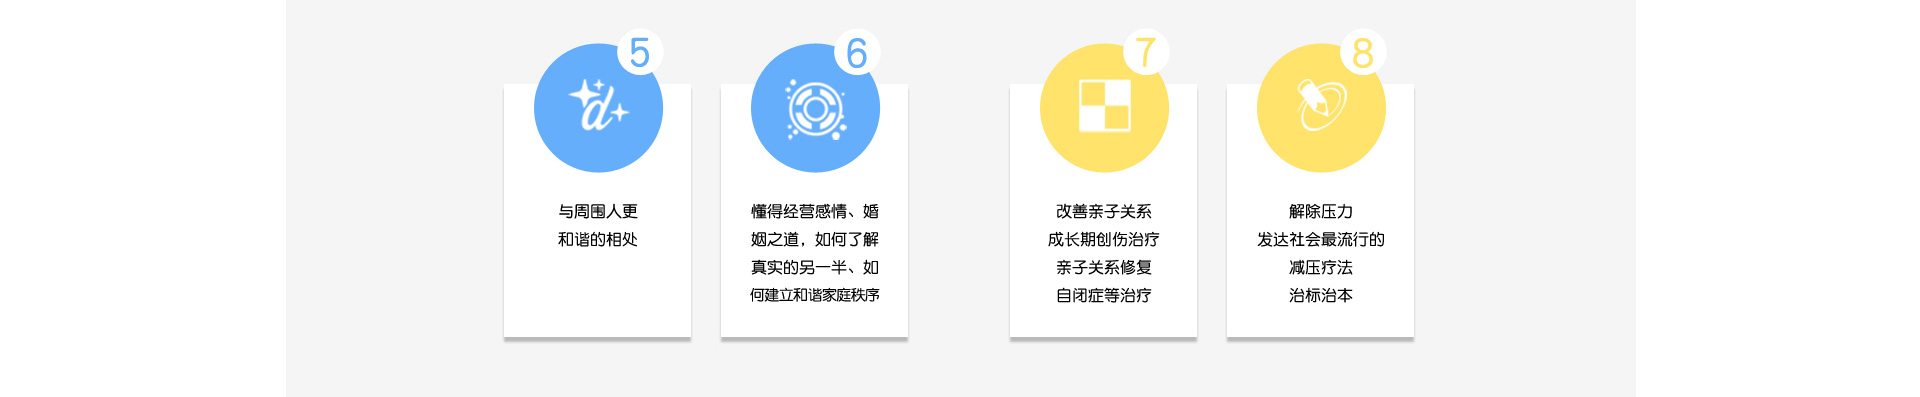 5
与周围人更
和谐的相处
6
懂得经营感情、婚
姻之道，如何了解
真实的另一半、如
何建立和谐家庭秩序
7
改善亲子关系
成长期创伤治疗
亲子关系修复
自闭症等治疗
8
解除压力
发达社会最流行的
减压疗法
治标治本